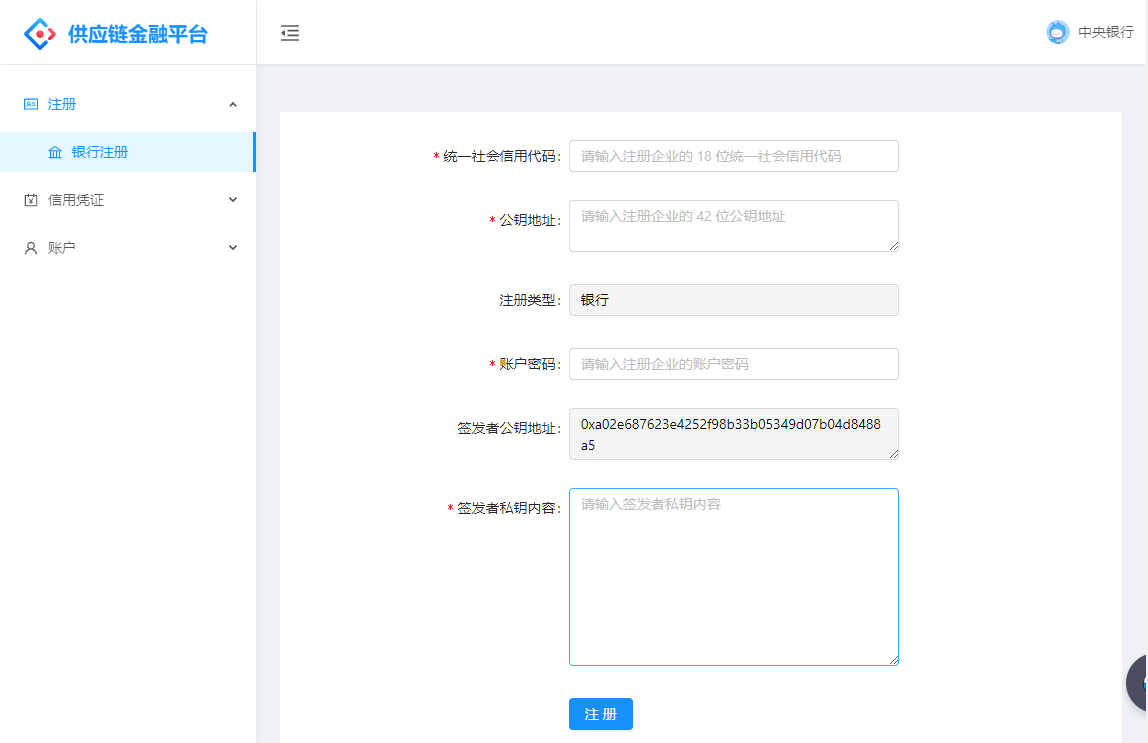 供应链金融平台
中央银行
注册
银行注册
信用凭证
账户
* 统一社会信用代码:
请输入注册企业的 18 位统一社会信用代码
* 公钥地址:
请输入注册企业的 42 位公钥地址
注册类型:
银行
* 账户密码:
请输入注册企业的账户密码
签发者公钥地址:
0xa02e687623e4252f98b33b05349d07b04d8488
a5
* 签发者私钥内容:
请输入签发者私钥内容
注 册